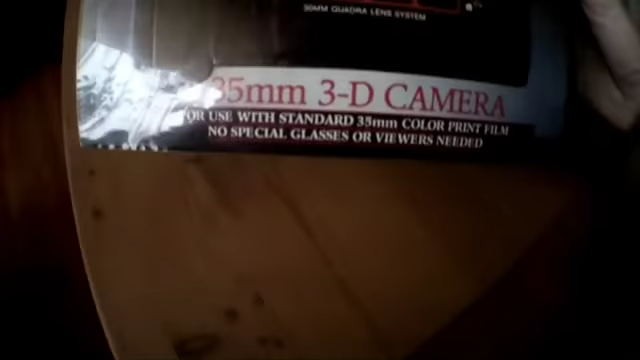 30MM QUADRA LENS SYSTEM
35mm 3-D CAMERA
FOR USE WITH STANDARD 35mm COLOR PRINT FILM
NO SPECIAL GLASSES OR VIEWERS NEEDED